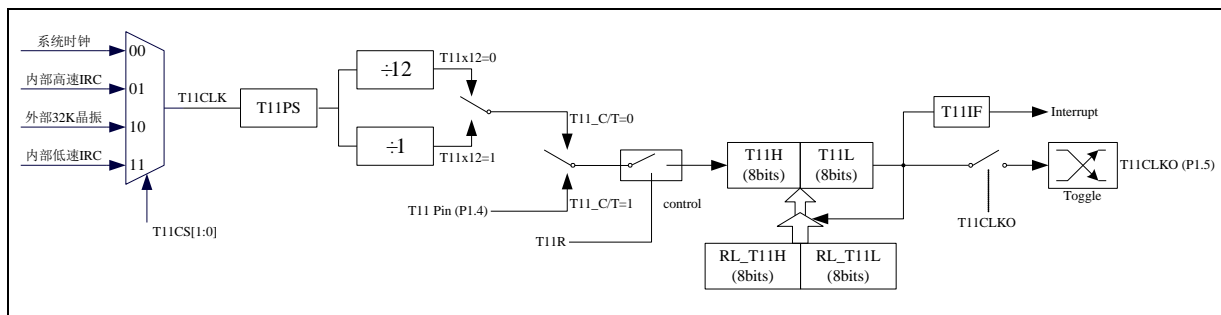 系统时钟
00
内部高速IRC
01
外部32K晶振
10
内部低速IRC
11
T11CS[1:0]
T11CLK
T11PS
÷12
÷1
T11x12=0
T11x12=1
T11_C/T=0
T11_C/T=1
T11 Pin (P1.4)
T11R
control
T11H
(8bits)
T11L
(8bits)
RL_T11H
(8bits)
RL_T11L
(8bits)
T11IF
Interrupt
T11CLKO
Toggle
T11CLKO (P1.5)